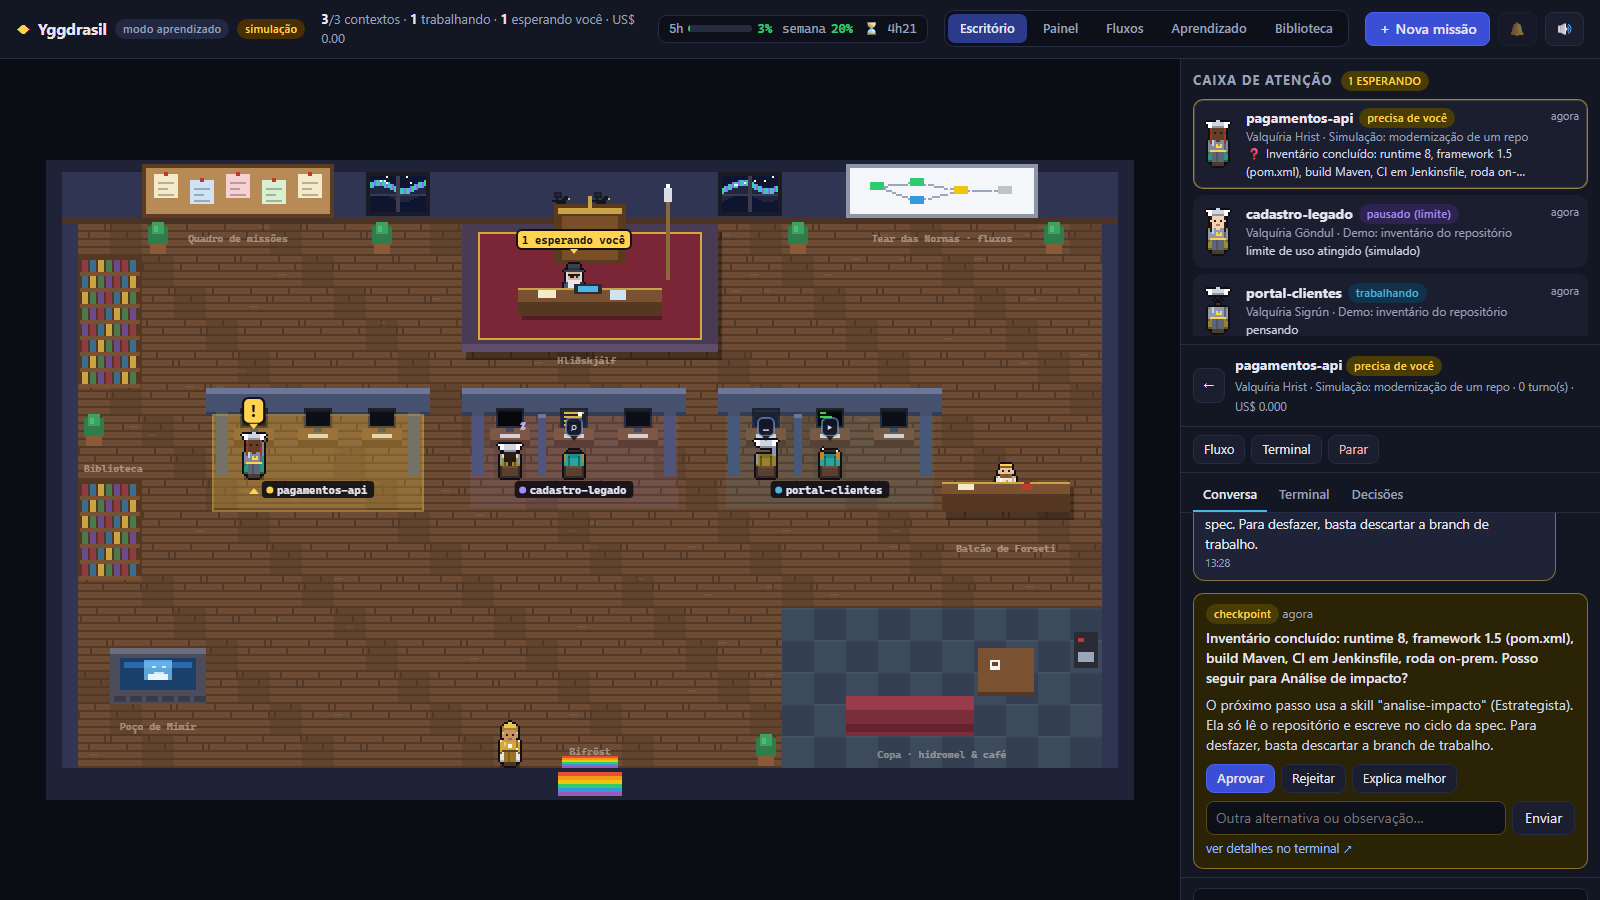 Yggdrasil
modo aprendizado
simulação
3/3 contextos · 1 trabalhando · 1 esperando você · US$
0.00
5h 3% semana 20% ⏳ 4h21
Escritório
Painel
Fluxos
Aprendizado
Biblioteca
+ Nova missão
Quadro de missões
1 esperando você
Tear das Nornas · fluxos
Hliðskjálf
!
z
pagamentos-api
cadastro-legado
portal-clientes
Biblioteca
Balcão de Forseti
Poço de Mímir
Bifröst
Copa · hidromel & café
CAIXA DE ATENÇÃO
1 ESPERANDO
pagamentos-api
precisa de você
agora
Valquíria Hrist · Simulação: modernização de um repo
❓ Inventário concluído: runtime 8, framework 1.5
(pom.xml), build Maven, CI em Jenkinsfile, roda on-...
cadastro-legado
pausado (limite)
agora
Valquíria Göndul · Demo: inventário do repositório
limite de uso atingido (simulado)
portal-clientes
trabalhando
agora
Valquíria Sigrún · Demo: inventário do repositório
pensando
←
pagamentos-api
precisa de você
Valquíria Hrist · Simulação: modernização de um repo · 0 turno(s) ·
US$ 0.000
Fluxo
Terminal
Parar
Conversa
Terminal
Decisões
spec. Para desfazer, basta descartar a branch de
trabalho.
13:28
checkpoint
agora
Inventário concluído: runtime 8, framework 1.5 (pom.xml),
build Maven, CI em Jenkinsfile, roda on-prem. Posso
seguir para Análise de impacto?
O próximo passo usa a skill "analise-impacto" (Estrategista).
Ela só lê o repositório e escreve no ciclo da spec. Para
desfazer, basta descartar a branch de trabalho.
Aprovar
Rejeitar
Explica melhor
Outra alternativa ou observação...
Enviar
ver detalhes no terminal ↗